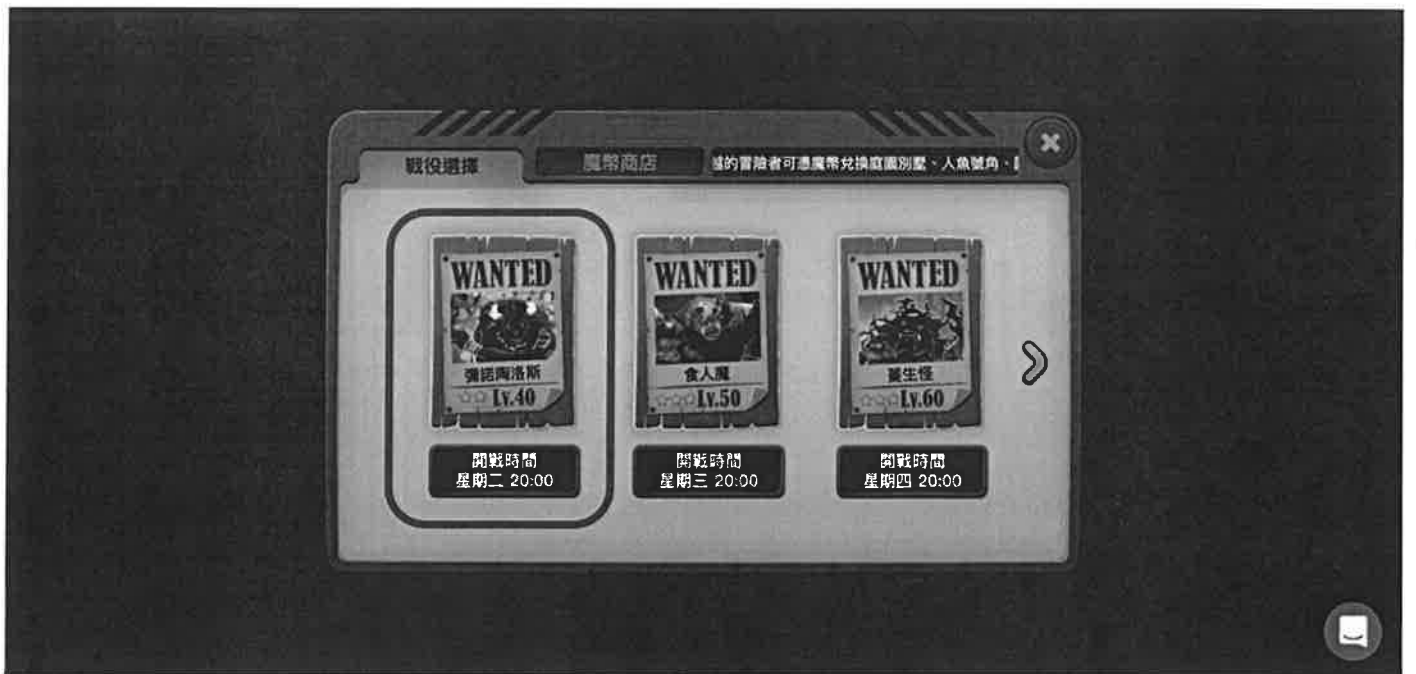 戰役選擇
魔幣商店
的冒險者可憑魔幣兌換庭園別墅、人魚號角、
WANTED
彌諾陶洛斯
Lv.40
開戰時間
星期二 20:00
WANTED
食人魔
Lv.50
開戰時間
星期三 20:00
WANTED
Lv.60
開戰時間
星期四 20:00